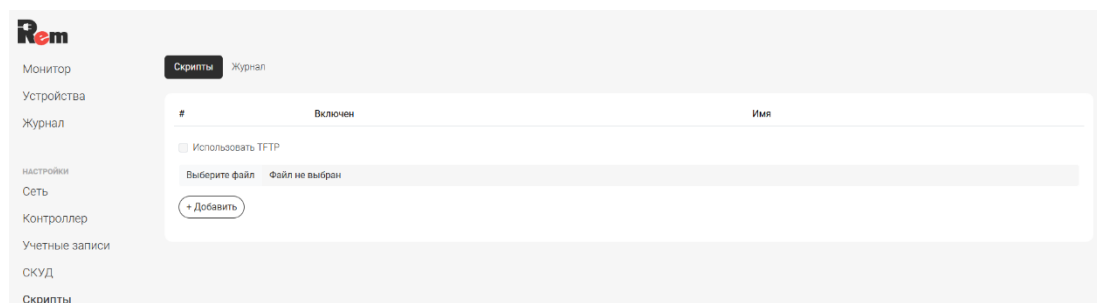 Rem
Монитор
Устройства
Журнал
НАСТРОЙКИ
Сеть
Контроллер
Учетные записи
СКУД
Скрипты
Скрипты Журнал
# Включен Имя
Использовать TFTP
Выберите файл Файл не выбран
+ Добавить